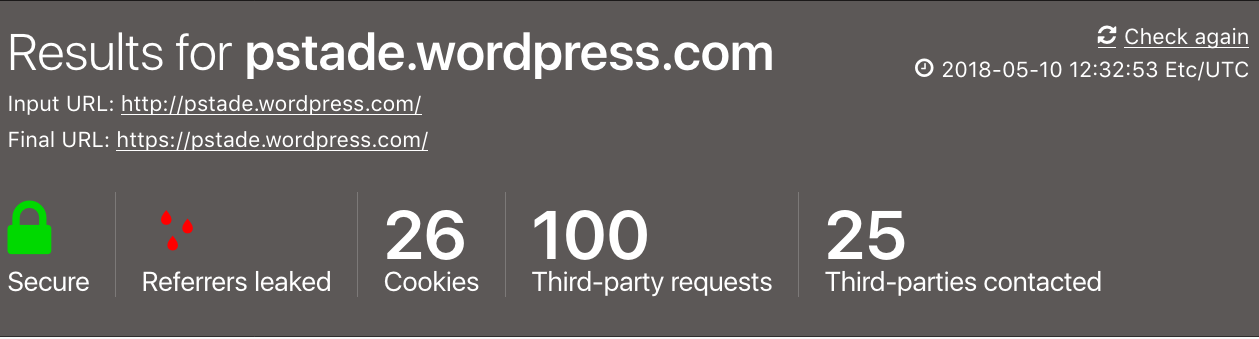 Results for pstade.wordpress.com
Check again
2018-05-10 12:32:53 Etc/UTC
Input URL: http://pstade.wordpress.com/
Final URL: https://pstade.wordpress.com/
26 100 25
Secure Referrers leaked Cookies Third-party requests Third-parties contacted